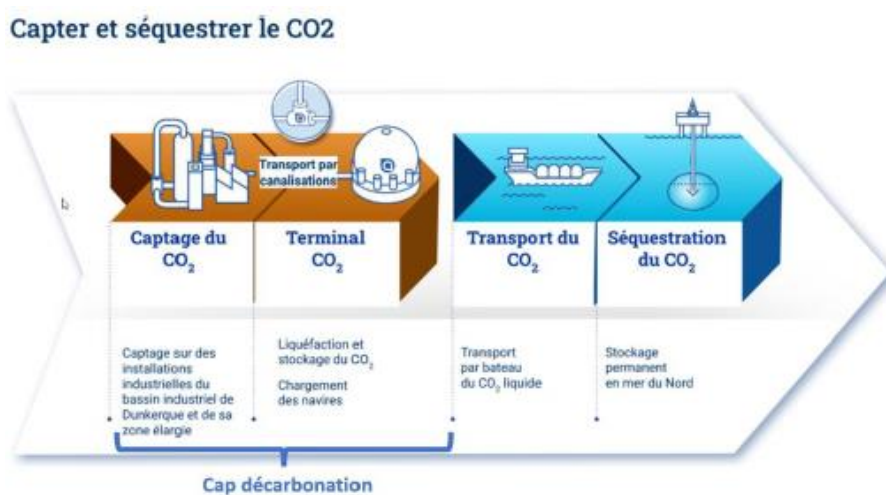 Capter et séquestrer le CO2
Transport par
canalisations
Captage du
CO₂
Terminal
CO₂
Transport du
CO₂
Séquestration
du CO₂
Captage sur des
installations
industrielles du
bassin industriel de
Dunkerque et de sa
zone élargie
Liquéfaction et
stockage du CO₂
Chargement
des navires
Transport
par bateau
du CO₂ liquide
Stockage
permanent
en mer du Nord
Cap décarbonation